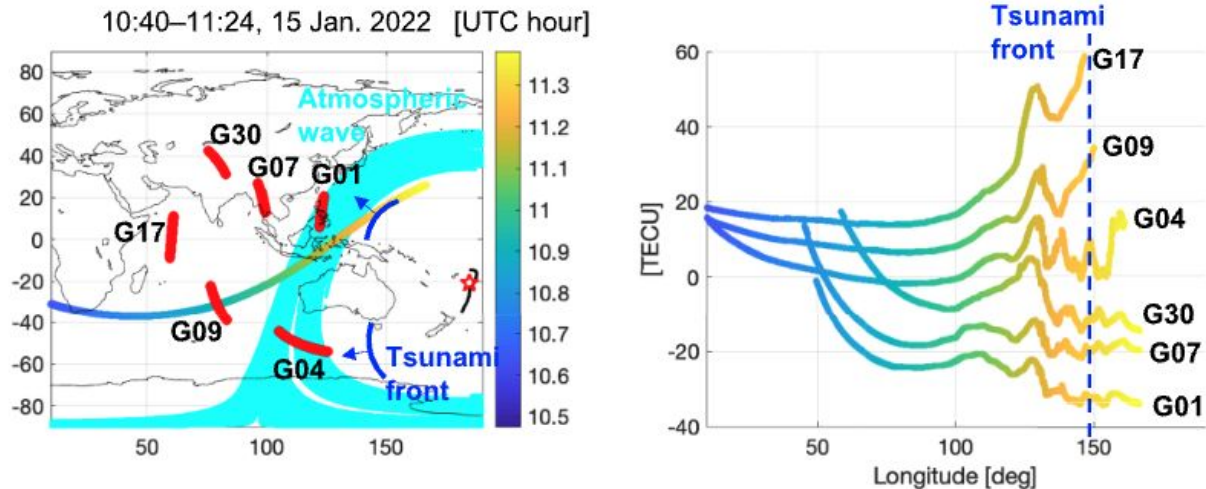 10:40–11:24, 15 Jan. 2022 [UTC hour]
80
60
40
20
0
-20
-40
-60
-80
50
100
150
Atmospheric
wave
G30
G07
G01
G17
G09
G04
Tsunami
front
11.3
11.2
11.1
11
10.9
10.8
10.7
10.6
10.5
Tsunami
front
[TECU]
60
40
20
0
-20
-40
G17
G09
G04
G30
G07
G01
50
100
150
Longitude [deg]